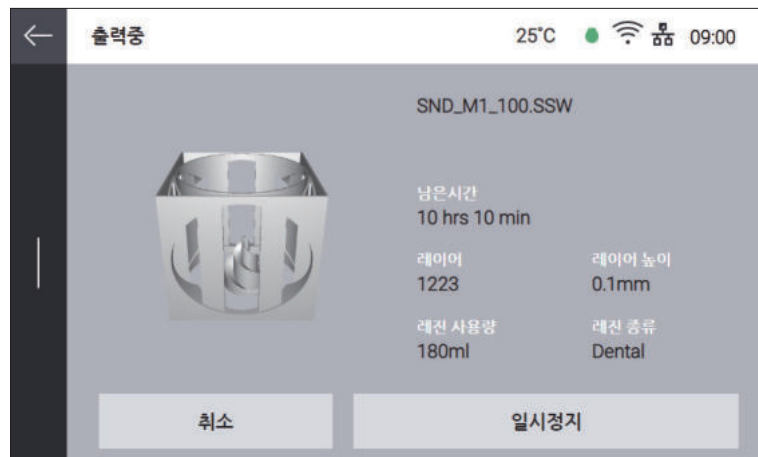 출력중 25°C 09:00
SND_M1_100.SSW
남은시간
10 hrs 10 min
레이어 레이어 높이
1223 0.1mm
레진 사용량 레진 종류
180ml Dental
취소 일시정지